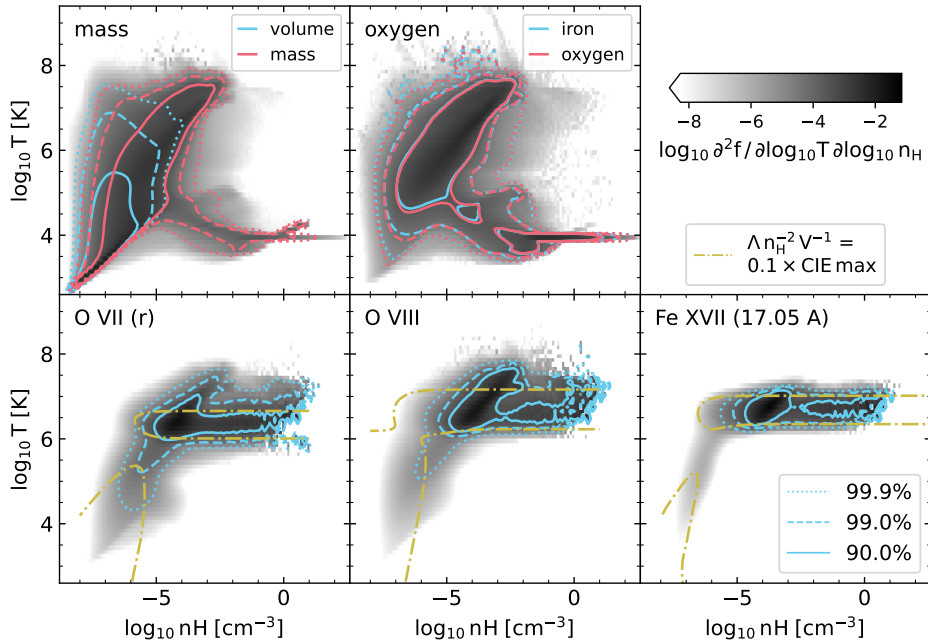 mass
volume
mass
oxygen
iron
oxygen
8
6
4
log₁₀ T [K]
−8 −6 −4 −2
log₁₀ ∂²f / ∂log₁₀ T ∂log₁₀ n_H
Λ n_H⁻² V⁻¹ =
0.1 × CIE max
O VII (r)
O VIII
Fe XVII (17.05 A)
8
6
4
log₁₀ T [K]
99.9%
99.0%
90.0%
−5 0
−5 0
−5 0
log₁₀ nH [cm⁻³]
log₁₀ nH [cm⁻³]
log₁₀ nH [cm⁻³]